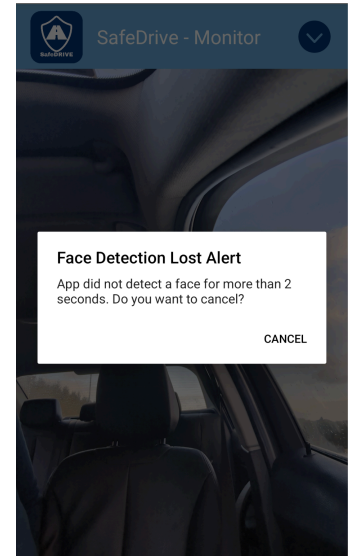 SafeDRIVE
SafeDrive - Monitor
Face Detection Lost Alert
App did not detect a face for more than 2
seconds. Do you want to cancel?
CANCEL